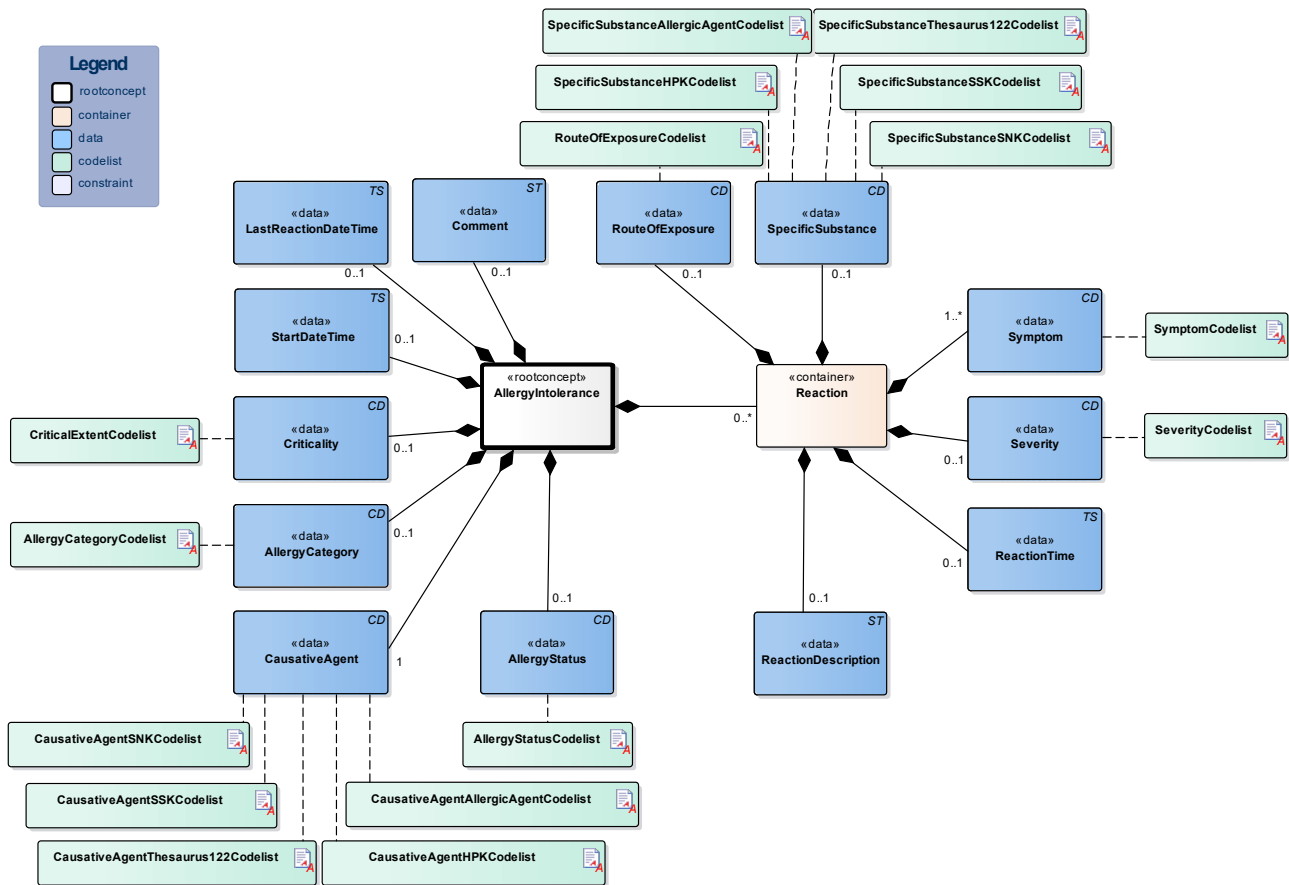 SpecificSubstanceAllergicAgentCodelist
SpecificSubstanceThesaurus122Codelist
Legend
rootconcept
container
data
codelist
constraint
SpecificSubstanceHPKCodelist
SpecificSubstanceSSKCodelist
RouteOfExposureCodelist
SpecificSubstanceSNKCodelist
TS
«data»
LastReactionDateTime
0..1
ST
«data»
Comment
0..1
CD
«data»
RouteOfExposure
0..1
CD
«data»
SpecificSubstance
0..1
TS
«data»
StartDateTime
0..1
CD
«data»
Symptom
1..*
SymptomCodelist
«rootconcept»
AllergyIntolerance
«container»
Reaction
0..*
CriticalExtentCodelist
CD
«data»
Criticality
0..1
CD
«data»
Severity
0..1
SeverityCodelist
AllergyCategoryCodelist
CD
«data»
AllergyCategory
0..1
TS
«data»
ReactionTime
0..1
CD
«data»
CausativeAgent
1
0..1
CD
«data»
AllergyStatus
0..1
ST
«data»
ReactionDescription
CausativeAgentSNKCodelist
AllergyStatusCodelist
CausativeAgentSSKCodelist
CausativeAgentAllergicAgentCodelist
CausativeAgentThesaurus122Codelist
CausativeAgentHPKCodelist